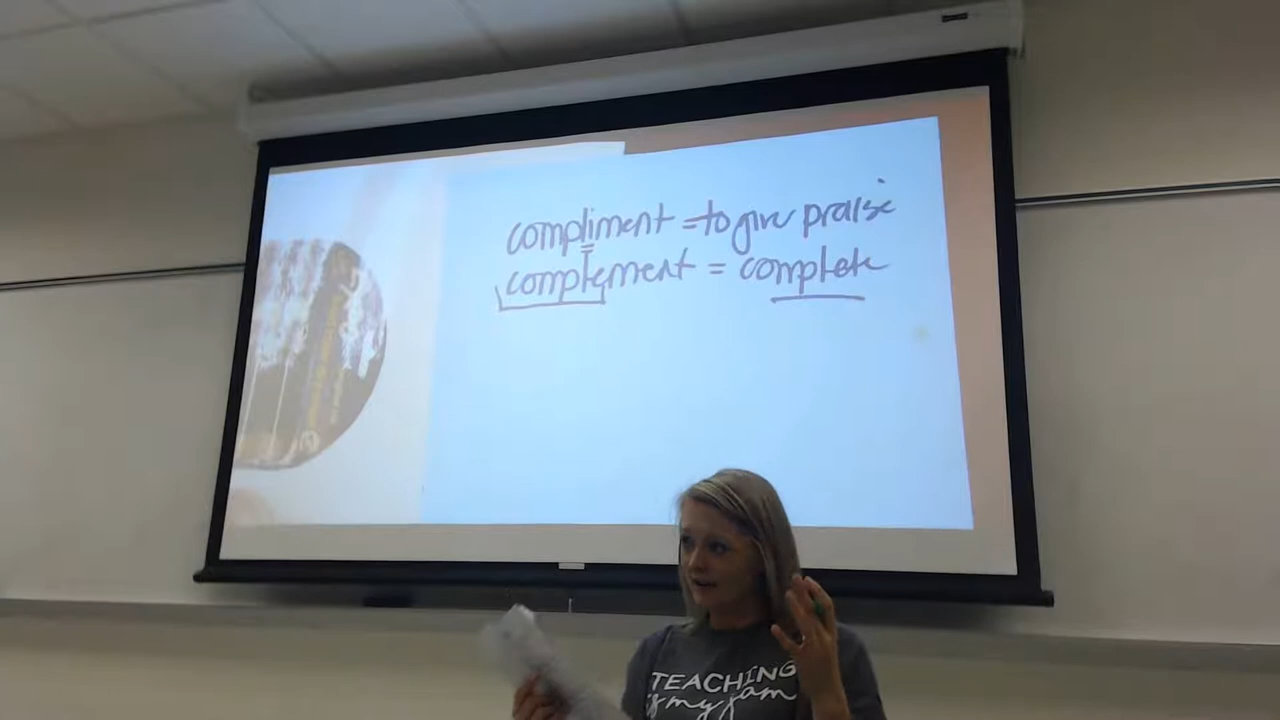 compliment = to give praise
complement = complete
TEACHING
is my jam